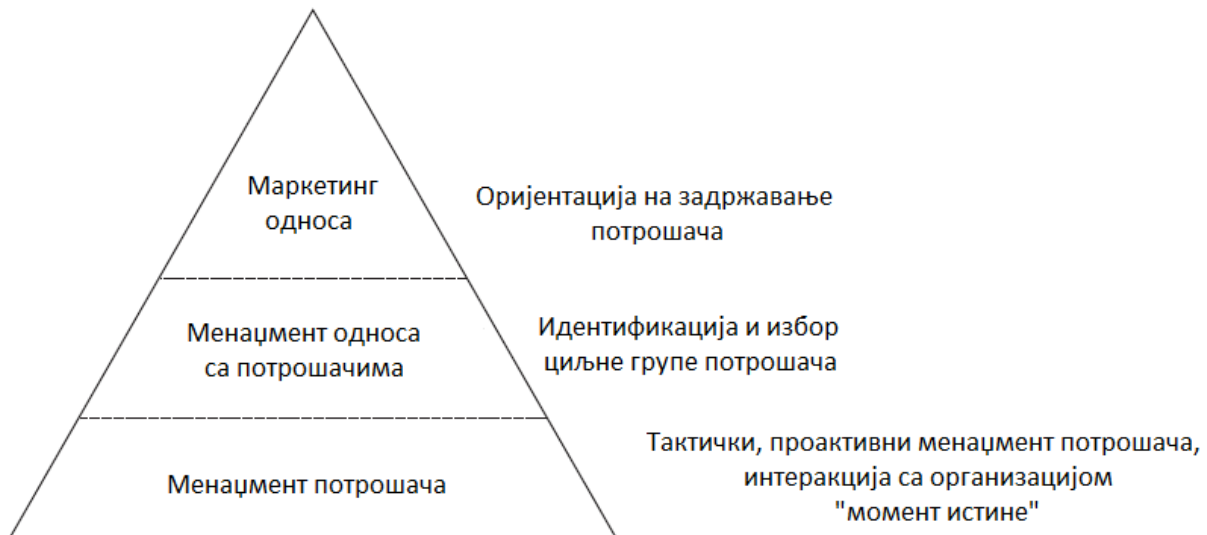 Маркетинг
односа
Оријентација на задржавање
потрошача
Менаџмент односа
са потрошачима
Идентификација и избор
циљне групе потрошача
Менаџмент потрошача
Тактички, проактивни менаџмент потрошача,
интеракција са организацијом
"момент истине"